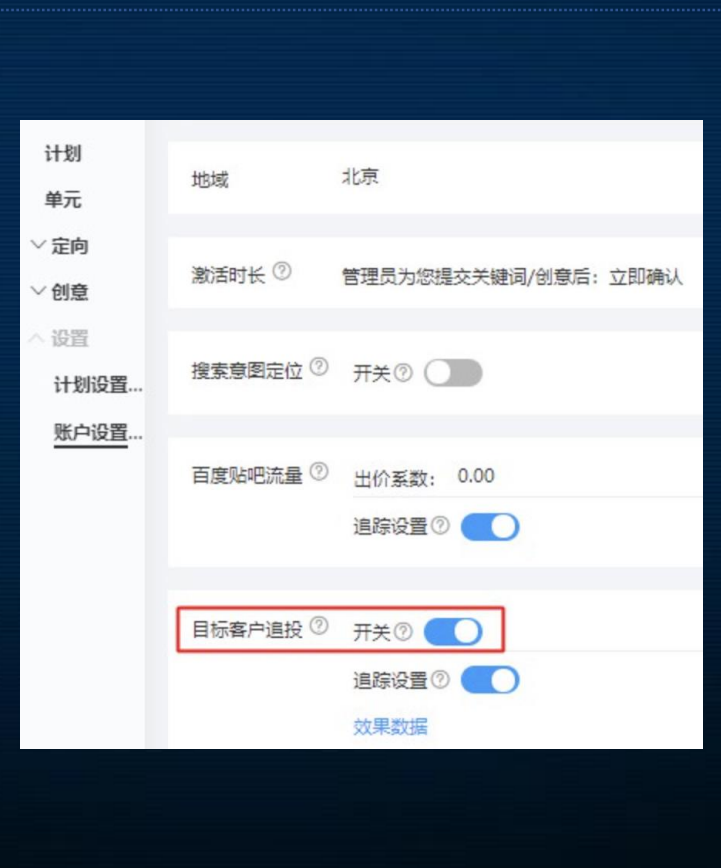 计划
单元
定向
创意
设置
计划设置...
账户设置...
地域 北京
激活时长 管理员为您提交关键词/创意后：立即确认
搜索意图定位 开关
百度贴吧流量 出价系数： 0.00
追踪设置
目标客户追投 开关
追踪设置
效果数据